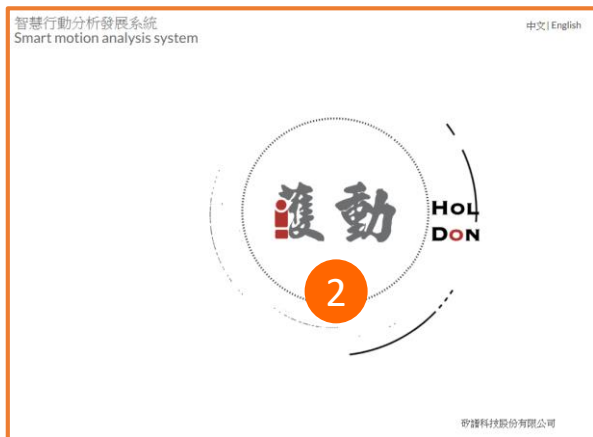 智慧行動分析發展系統
Smart motion analysis system
中文| English
護動
HOL
DON
2
矽譜科技股份有限公司